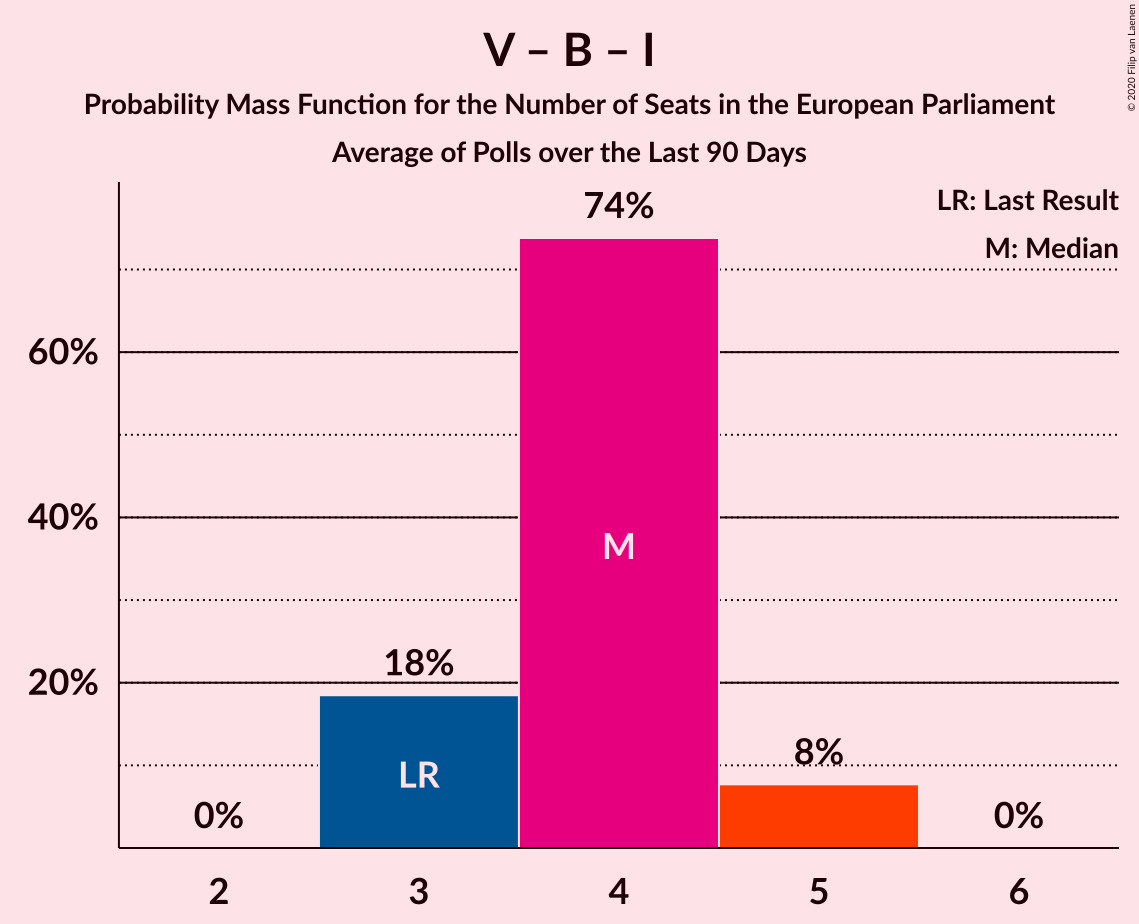 V – B – I
Probability Mass Function for the Number of Seats in the European Parliament
Average of Polls over the Last 90 Days
© 2020 Filip van Laenen
LR: Last Result
M: Median
74%
60%
40%
M
18%
20%
8%
LR
0%
0%
2 3 4 5 6